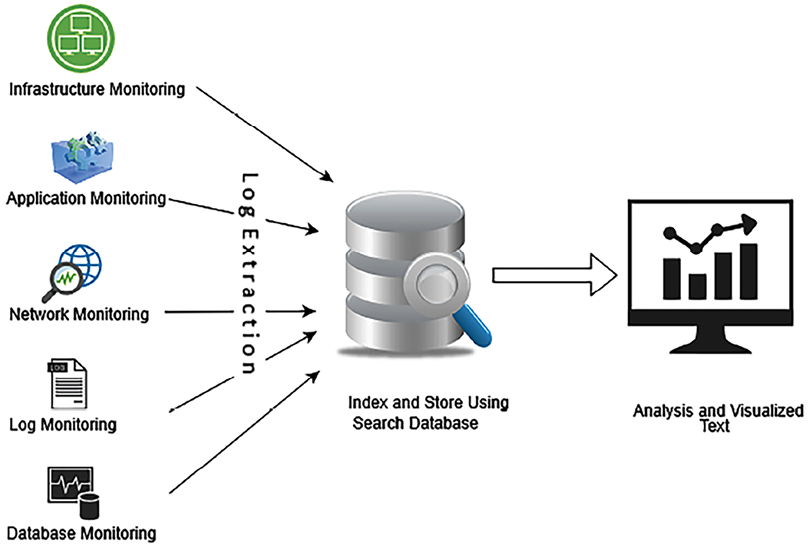 Infrastructure Monitoring
Application Monitoring
Network Monitoring
LOG
Log Monitoring
Database Monitoring
Log Extraction
Index and Store Using
Search Database
Analysis and Visualized
Text